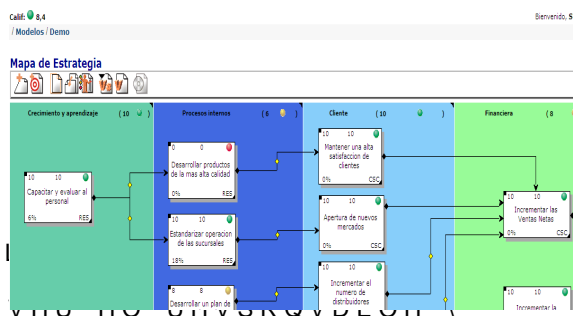 Calif: 8,4
Bienvenido, S
/ Modelos / Demo
Mapa de Estrategia
Crecimiento y aprendizaje ( 10 )
Procesos internos ( 6 )
Cliente ( 10 )
Financiera ( 8
0 0
Desarrollar productos
de la mas alta calidad
0% RES
10 10
Mantener una alta
satisfaccion de
clientes
0% CSC
10 10
Capacitar y evaluar al
personal
6% RES
10 10
Estandarizar operacion
de las sucursales
18% RES
10 10
Apertura de nuevos
mercados
0% CSC
10 10
Incrementar las
Ventas Netas
0% CSC
8 8
Desarrollar un plan de
10 10
Incrementar el
numero de
distribuidores
10 10
Incrementar la